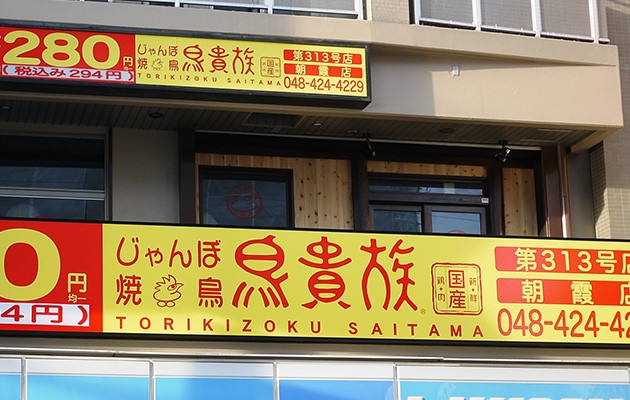 280円
(税込み294円)
じゃんぼ
焼鳥
鳥貴族
国産
TORIKIZOKU SAITAMA
第313号店
朝霞店
048-424-4229
0円
均一
4円)
じゃんぼ
焼鳥
鳥貴族®
新鮮
国産
鶏肉
TORIKIZOKU SAITAMA
第313号店
朝霞店
048-424-42